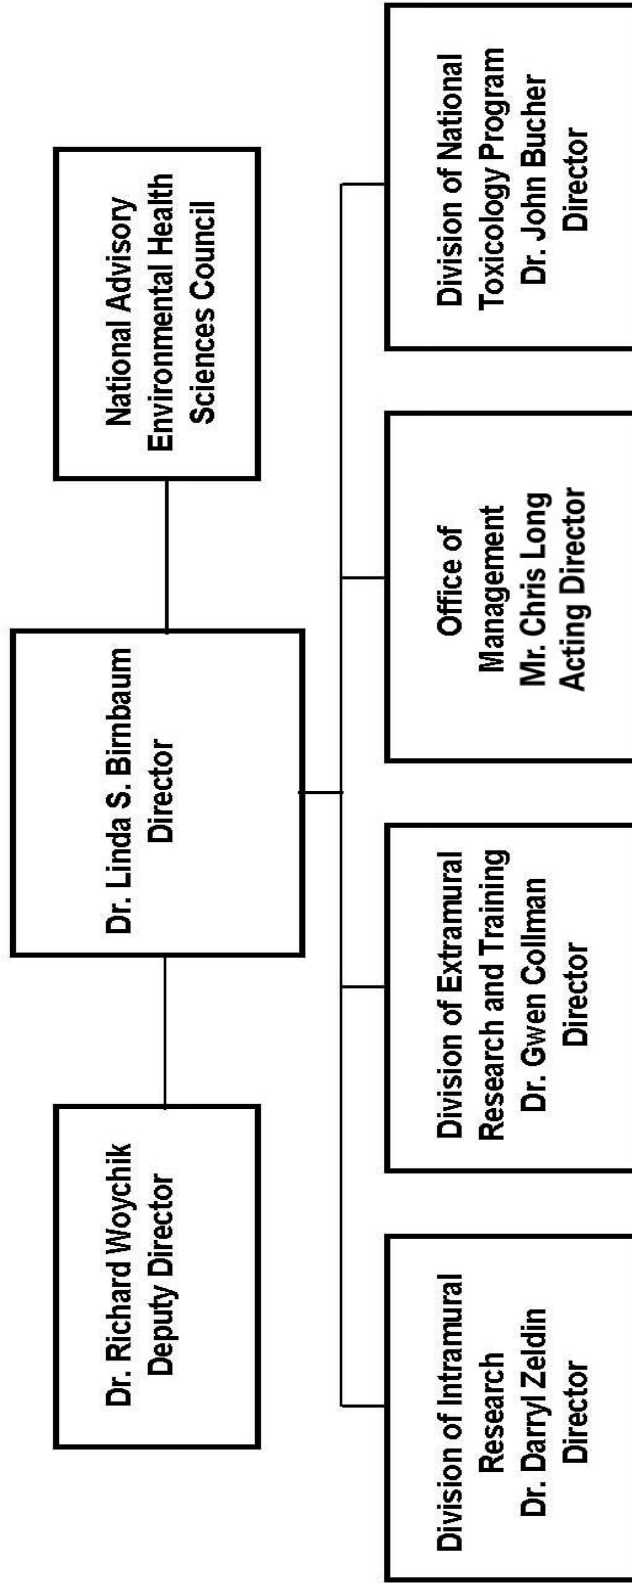 Dr. Richard Woychik
Deputy Director
Dr. Linda S. Birnbaum
Director
National Advisory
Environmental Health
Sciences Council
Division of Intramural
Research
Dr. Darryl Zeldin
Director
Division of Extramural
Research and Training
Dr. Gwen Collman
Director
Office of
Management
Mr. Chris Long
Acting Director
Division of National
Toxicology Program
Dr. John Bucher
Director